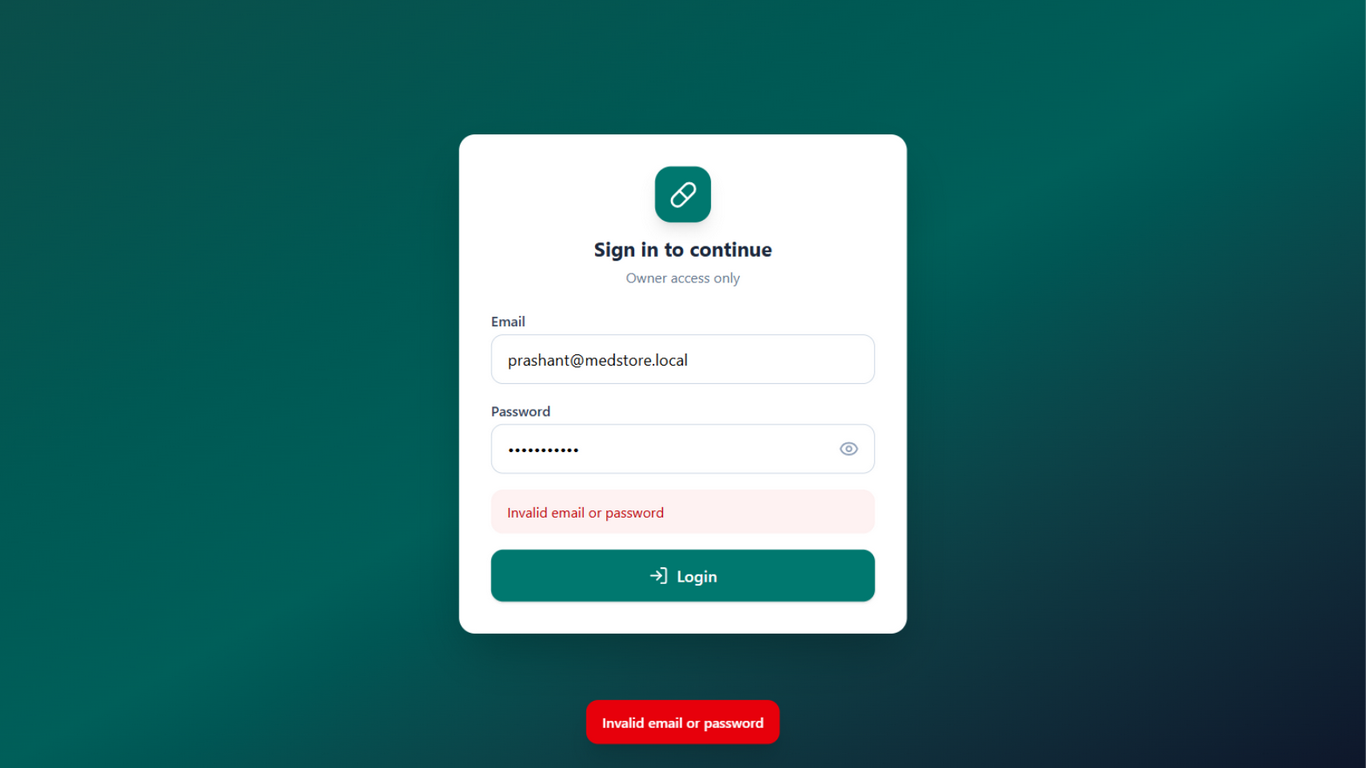 Sign in to continue
Owner access only
Email
prashant@medstore.local
Password
•••••••••••
Invalid email or password
Login
Invalid email or password